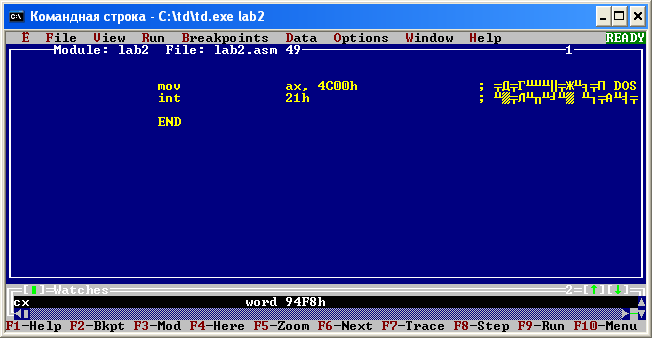 Командная строка - C:\td\td.exe lab2
Ë File View Run Breakpoints Data Options Window Help READY
Module: lab2 File: lab2.asm 49 1
mov ax, 4C00h ; DOS
int 21h ;
END
Watches 2
cx word 94F8h
F1-Help F2-Bkpt F3-Mod F4-Here F5-Zoom F6-Next F7-Trace F8-Step F9-Run F10-Menu